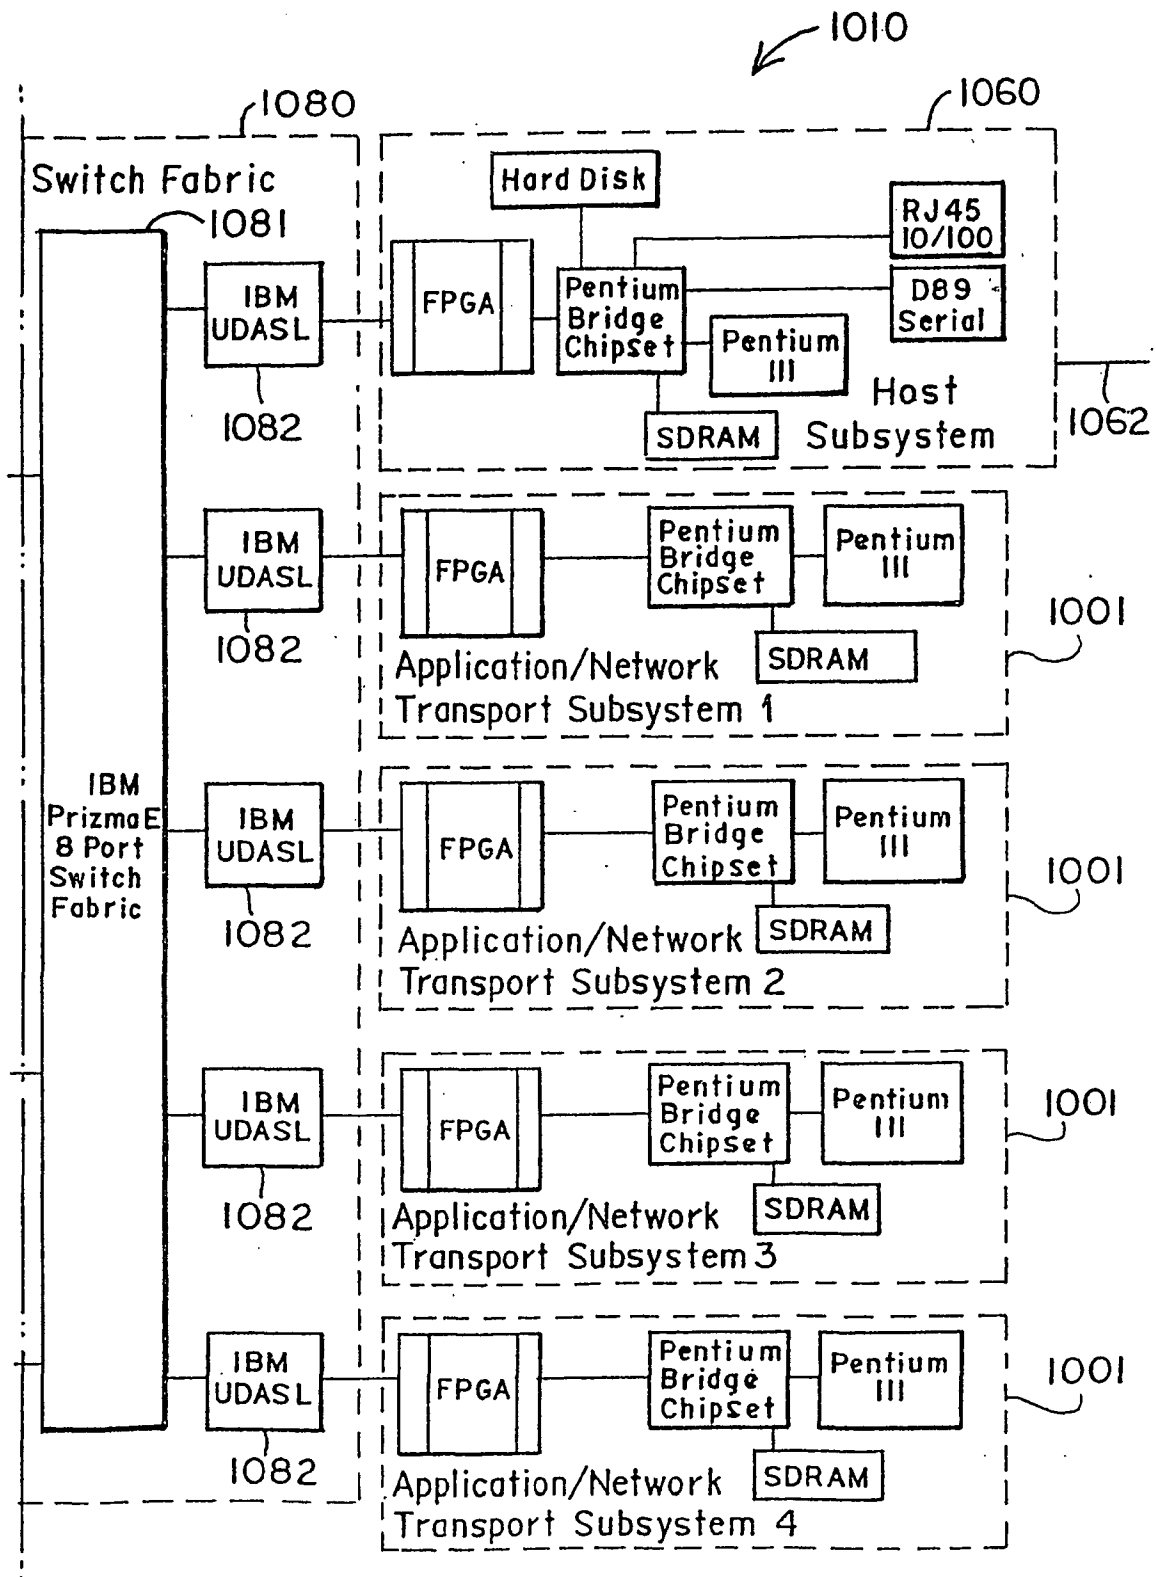 1010
1080
1060
Switch Fabric
1081
Hard Disk
RJ45
10/100
IBM
UDASL
FPGA
Pentium
Bridge
Chipset
D89
Serial
Pentium
III
1082
SDRAM
Host
Subsystem
1062
IBM
UDASL
FPGA
Pentium
Bridge
Chipset
Pentium
III
1082
SDRAM
1001
Application/Network
Transport Subsystem 1
IBM
PrizmaE
8 Port
Switch
Fabric
IBM
UDASL
FPGA
Pentium
Bridge
Chipset
Pentium
III
1082
SDRAM
1001
Application/Network
Transport Subsystem 2
IBM
UDASL
FPGA
Pentium
Bridge
Chipset
Pentium
III
1082
SDRAM
1001
Application/Network
Transport Subsystem 3
IBM
UDASL
FPGA
Pentium
Bridge
Chipset
Pentium
III
1082
SDRAM
1001
Application/Network
Transport Subsystem 4